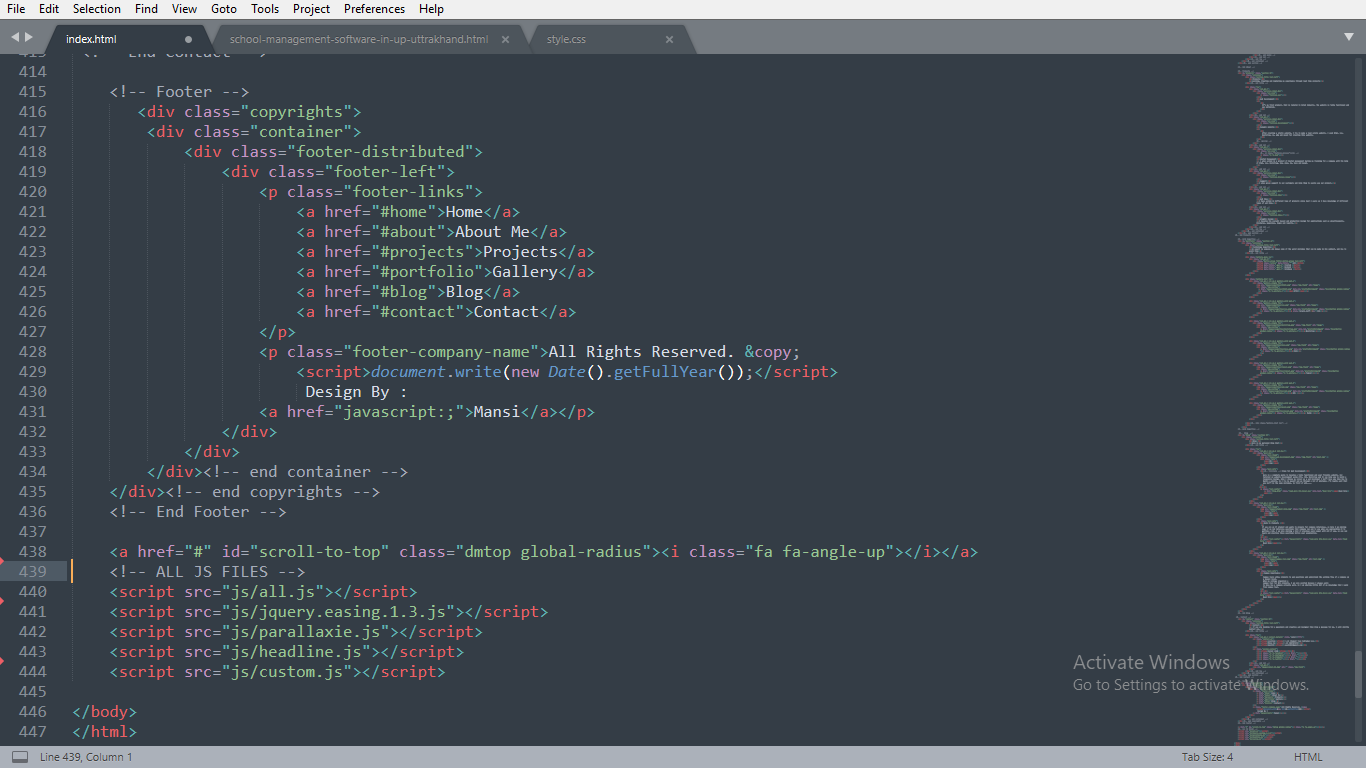 File Edit Selection Find View Goto Tools Project Preferences Help
index.html school-management-software-in-up-uttrakhand.html style.css
414
415 <!-- Footer -->
416 <div class="copyrights">
417 <div class="container">
418 <div class="footer-distributed">
419 <div class="footer-left">
420 <p class="footer-links">
421 <a href="#home">Home</a>
422 <a href="#about">About Me</a>
423 <a href="#projects">Projects</a>
424 <a href="#portfolio">Gallery</a>
425 <a href="#blog">Blog</a>
426 <a href="#contact">Contact</a>
427 </p>
428 <p class="footer-company-name">All Rights Reserved. &copy;
429 <script>document.write(new Date().getFullYear());</script>
430 Design By :
431 <a href="javascript:;">Mansi</a></p>
432 </div>
433 </div>
434 </div><!-- end container -->
435 </div><!-- end copyrights -->
436 <!-- End Footer -->
437
438 <a href="#" id="scroll-to-top" class="dmtop global-radius"><i class="fa fa-angle-up"></i></a>
439 <!-- ALL JS FILES -->
440 <script src="js/all.js"></script>
441 <script src="js/jquery.easing.1.3.js"></script>
442 <script src="js/parallaxie.js"></script>
443 <script src="js/headline.js"></script>
444 <script src="js/custom.js"></script>
445
446 </body>
447 </html>
Activate Windows
Go to Settings to activate Windows.
Line 439, Column 1 Tab Size: 4 HTML